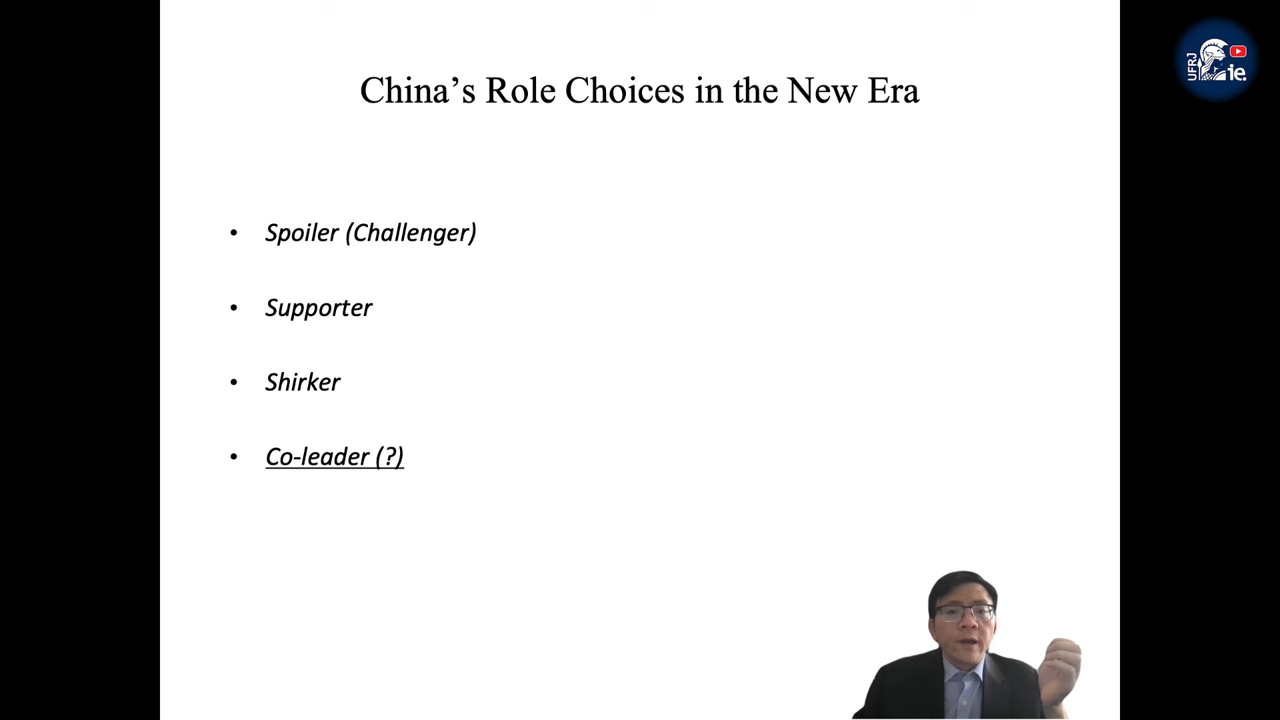 China’s Role Choices in the New Era
• Spoiler (Challenger)
• Supporter
• Shirker
• Co-leader (?)
UFRJ
ie.